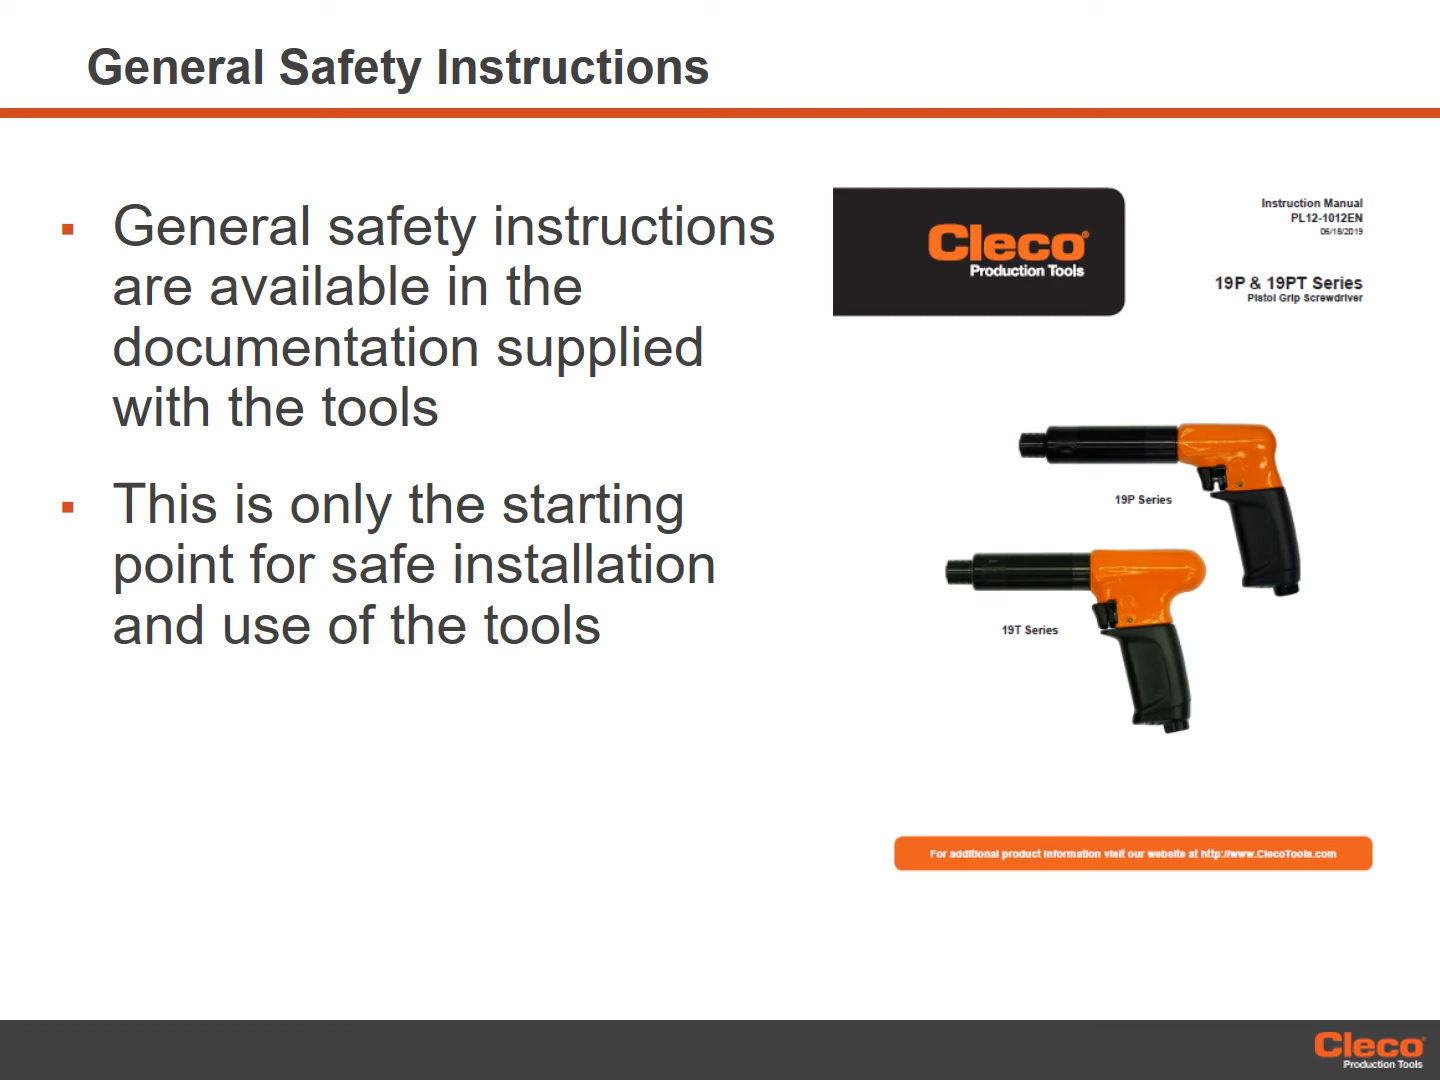 General Safety Instructions
▪ General safety instructions
are available in the
documentation supplied
with the tools
▪ This is only the starting
point for safe installation
and use of the tools
Cleco®
Production Tools
Instruction Manual
PL12-1012EN
06/18/2019
19P & 19PT Series
Pistol Grip Screwdriver
19P Series
19T Series
For additional product information visit our website at http://www.ClecoTools.com
Cleco®
Production Tools